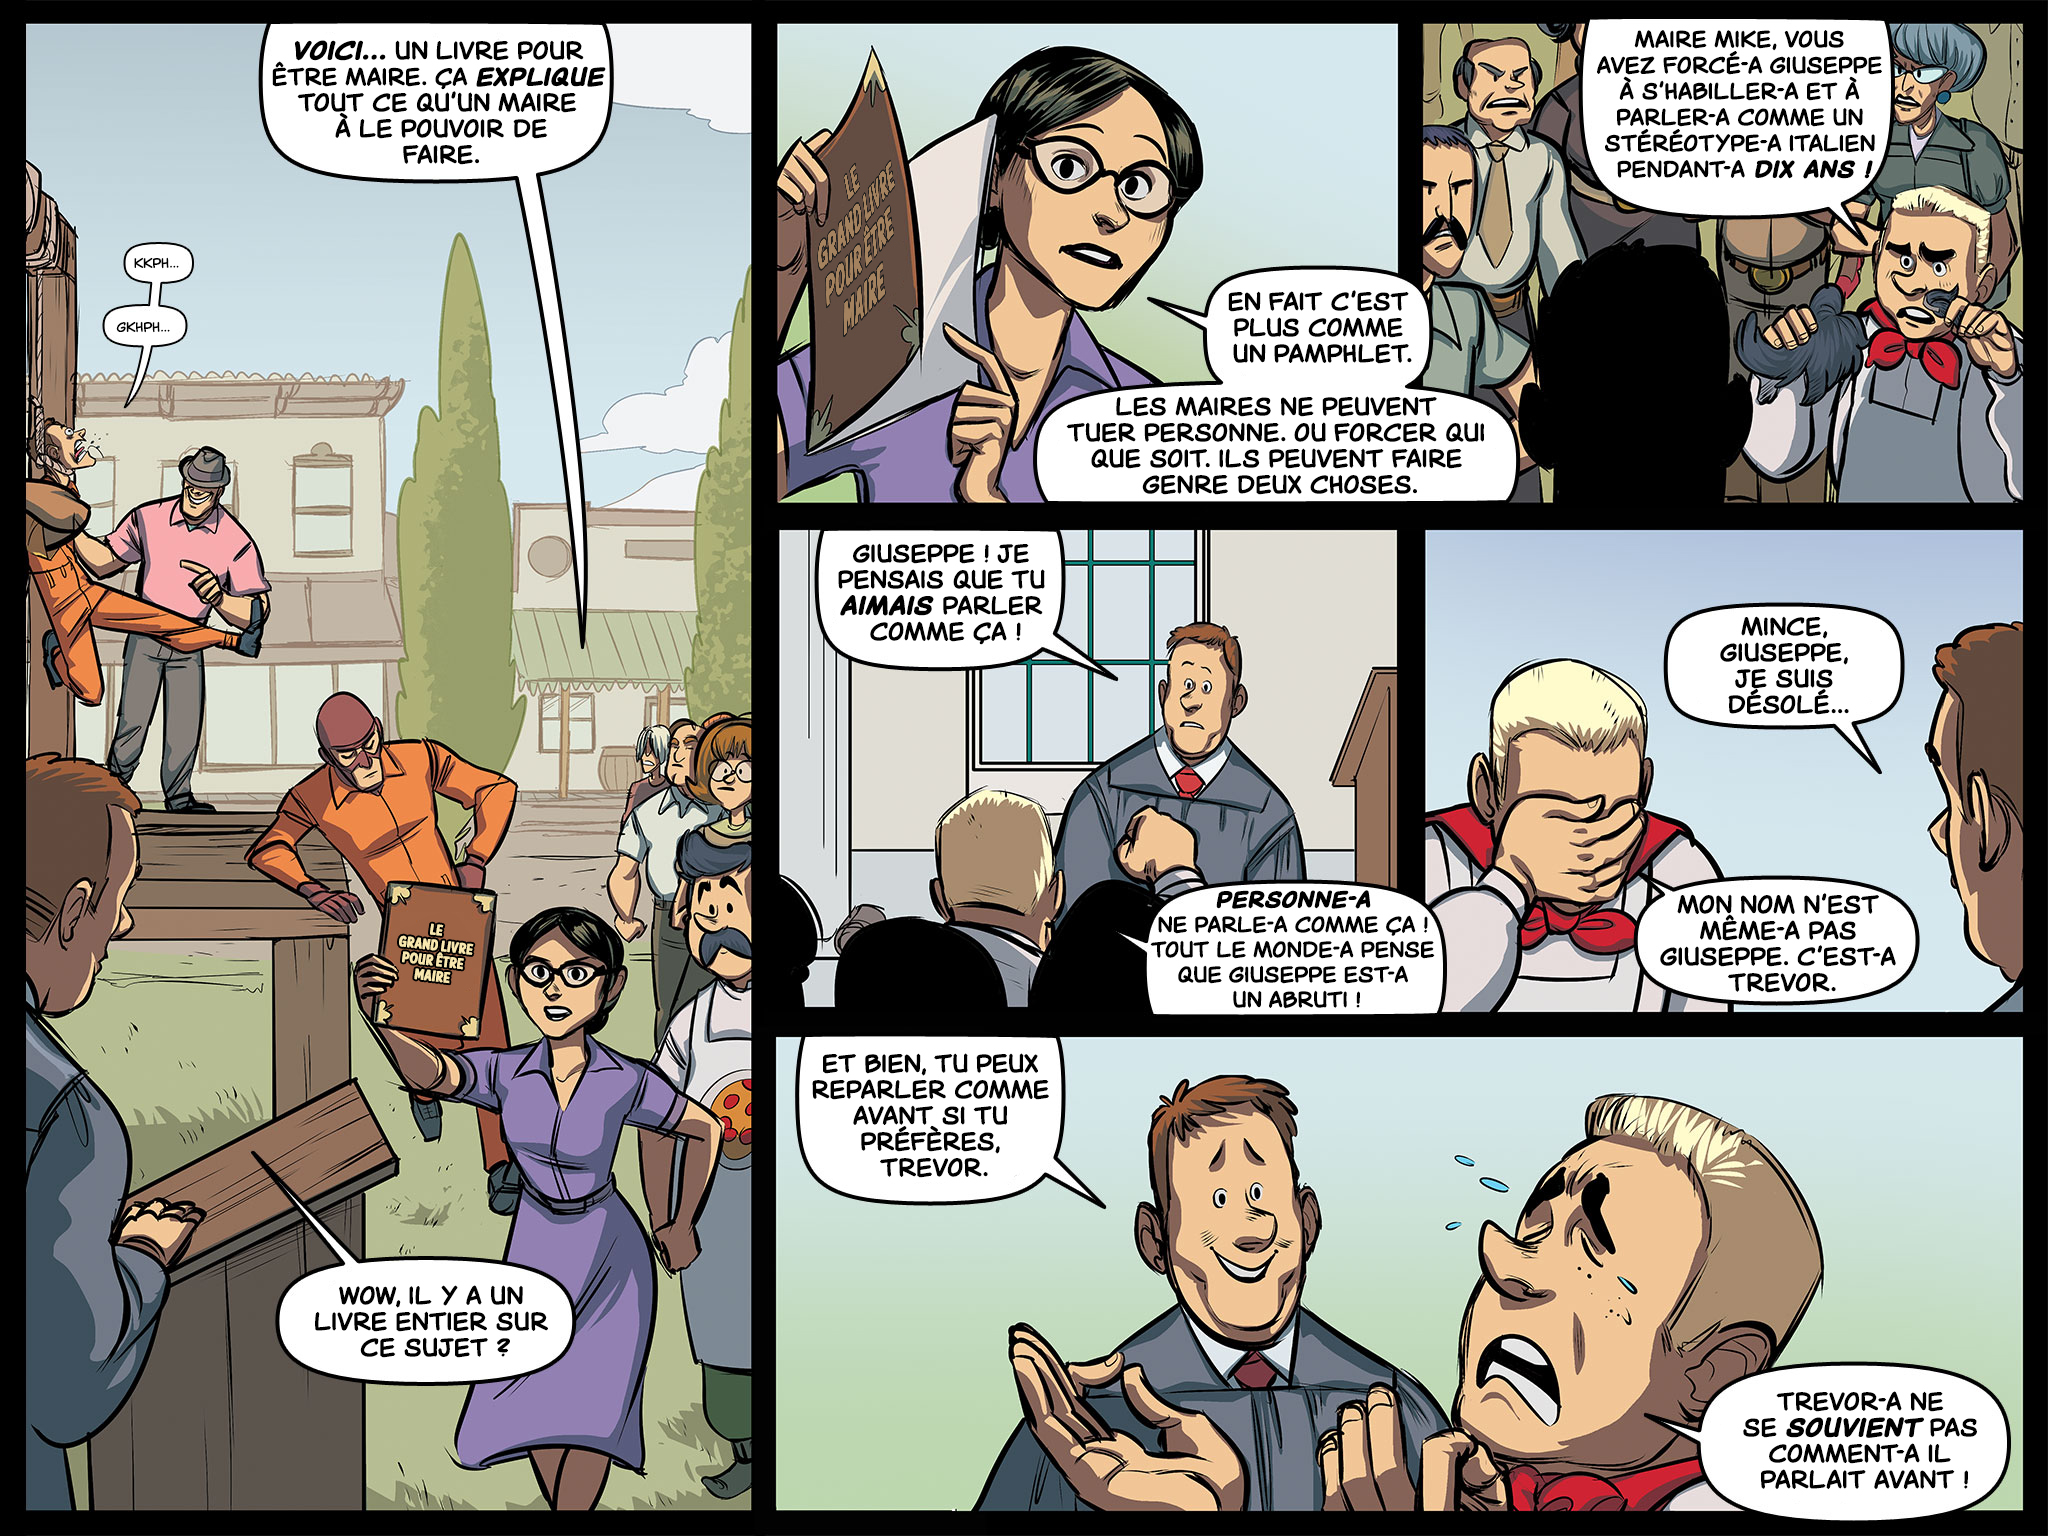 VOICI... UN LIVRE POUR
ÊTRE MAIRE. ÇA EXPLIQUE
TOUT CE QU'UN MAIRE
À LE POUVOIR DE
FAIRE.
KKPH...
GKHPH...
LE
GRAND LIVRE
POUR ÊTRE
MAIRE
WOW, IL Y A UN
LIVRE ENTIER SUR
CE SUJET ?
LE
GRAND LIVRE
POUR ÊTRE
MAIRE
EN FAIT C'EST
PLUS COMME
UN PAMPHLET.
LES MAIRES NE PEUVENT
TUER PERSONNE. OU FORCER QUI
QUE SOIT. ILS PEUVENT FAIRE
GENRE DEUX CHOSES.
MAIRE MIKE, VOUS
AVEZ FORCÉ-A GIUSEPPE
À S'HABILLER-A ET À
PARLER-A COMME UN
STÉRÉOTYPE-A ITALIEN
PENDANT-A DIX ANS !
GIUSEPPE ! JE
PENSAIS QUE TU
AIMAIS PARLER
COMME ÇA !
PERSONNE-A
NE PARLE-A COMME ÇA !
TOUT LE MONDE-A PENSE
QUE GIUSEPPE EST-A
UN ABRUTI !
MINCE,
GIUSEPPE,
JE SUIS
DÉSOLÉ...
MON NOM N'EST
MÊME-A PAS
GIUSEPPE. C'EST-A
TREVOR.
ET BIEN, TU PEUX
REPARLER COMME
AVANT SI TU
PRÉFÈRES,
TREVOR.
TREVOR-A NE
SE SOUVIENT PAS
COMMENT-A IL
PARLAIT AVANT !